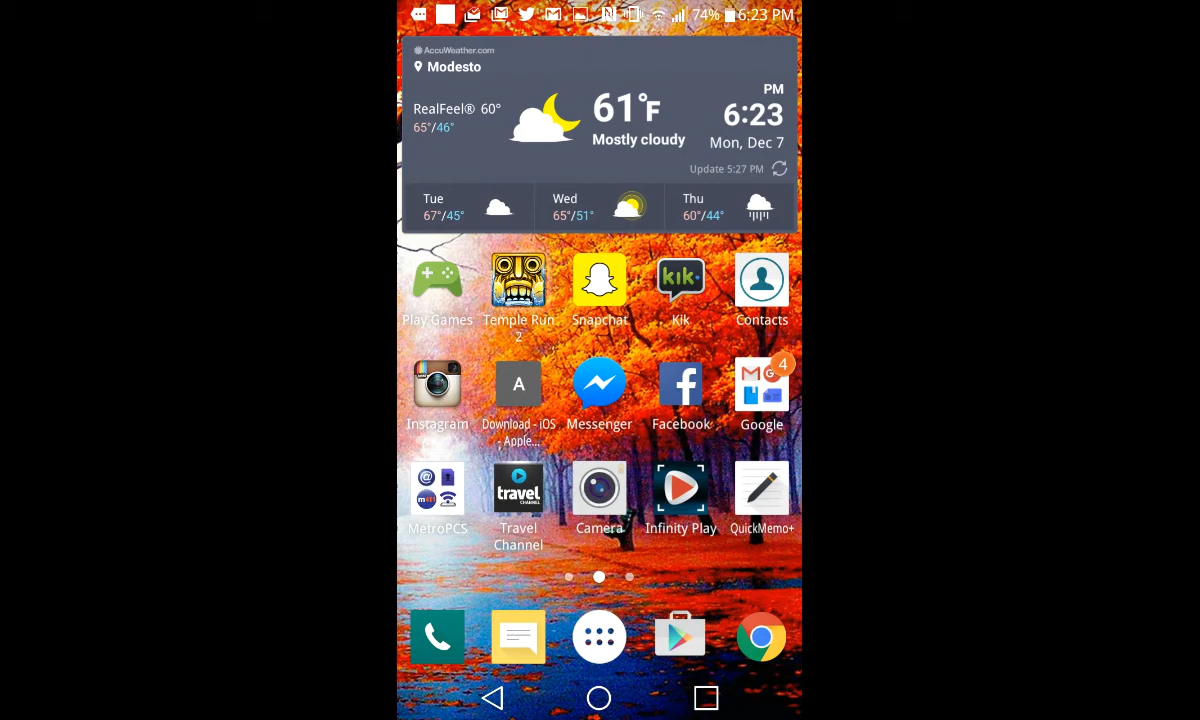 74% 6:23 PM
AccuWeather.com
Modesto
RealFeel® 60°
65°/46°
61°F
Mostly cloudy
PM
6:23
Mon, Dec 7
Update 5:27 PM
Tue
67°/45°
Wed
65°/51°
Thu
60°/44°
kik
Play Games
Temple Run
2
Snapchat
Kik
Contacts
A
4
Instagram
Download - iOS
- Apple...
Messenger
Facebook
Google
travel
CHANNEL
MetroPCS
Travel
Channel
Camera
Infinity Play
QuickMemo+